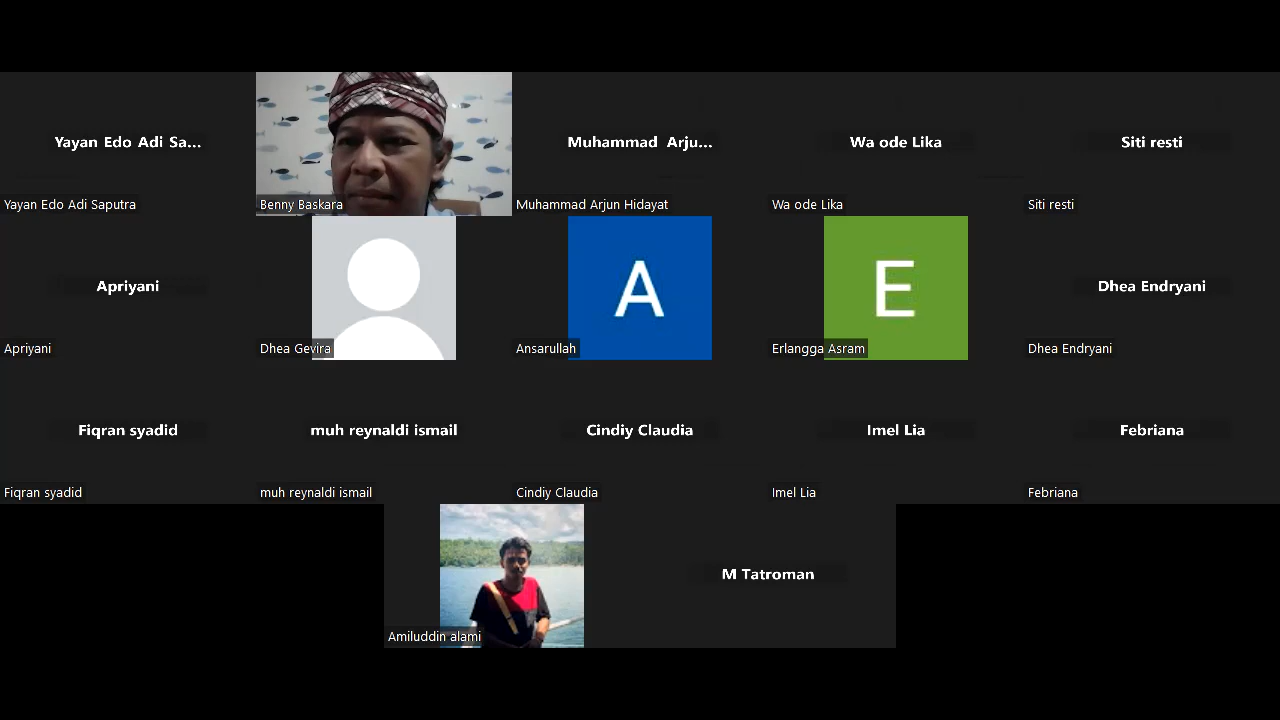 Yayan Edo Adi Sa...
Muhammad Arju...
Wa ode Lika
Siti resti
Yayan Edo Adi Saputra
Benny Baskara
Muhammad Arjun Hidayat
Wa ode Lika
Siti resti
Apriyani
A
E
Dhea Endryani
Apriyani
Dhea Gevira
Ansarullah
Erlangga Asram
Dhea Endryani
Fiqran syadid
muh reynaldi ismail
Cindiy Claudia
Imel Lia
Febriana
Fiqran syadid
muh reynaldi ismail
Cindiy Claudia
Imel Lia
Febriana
M Tatroman
Amiluddin alami